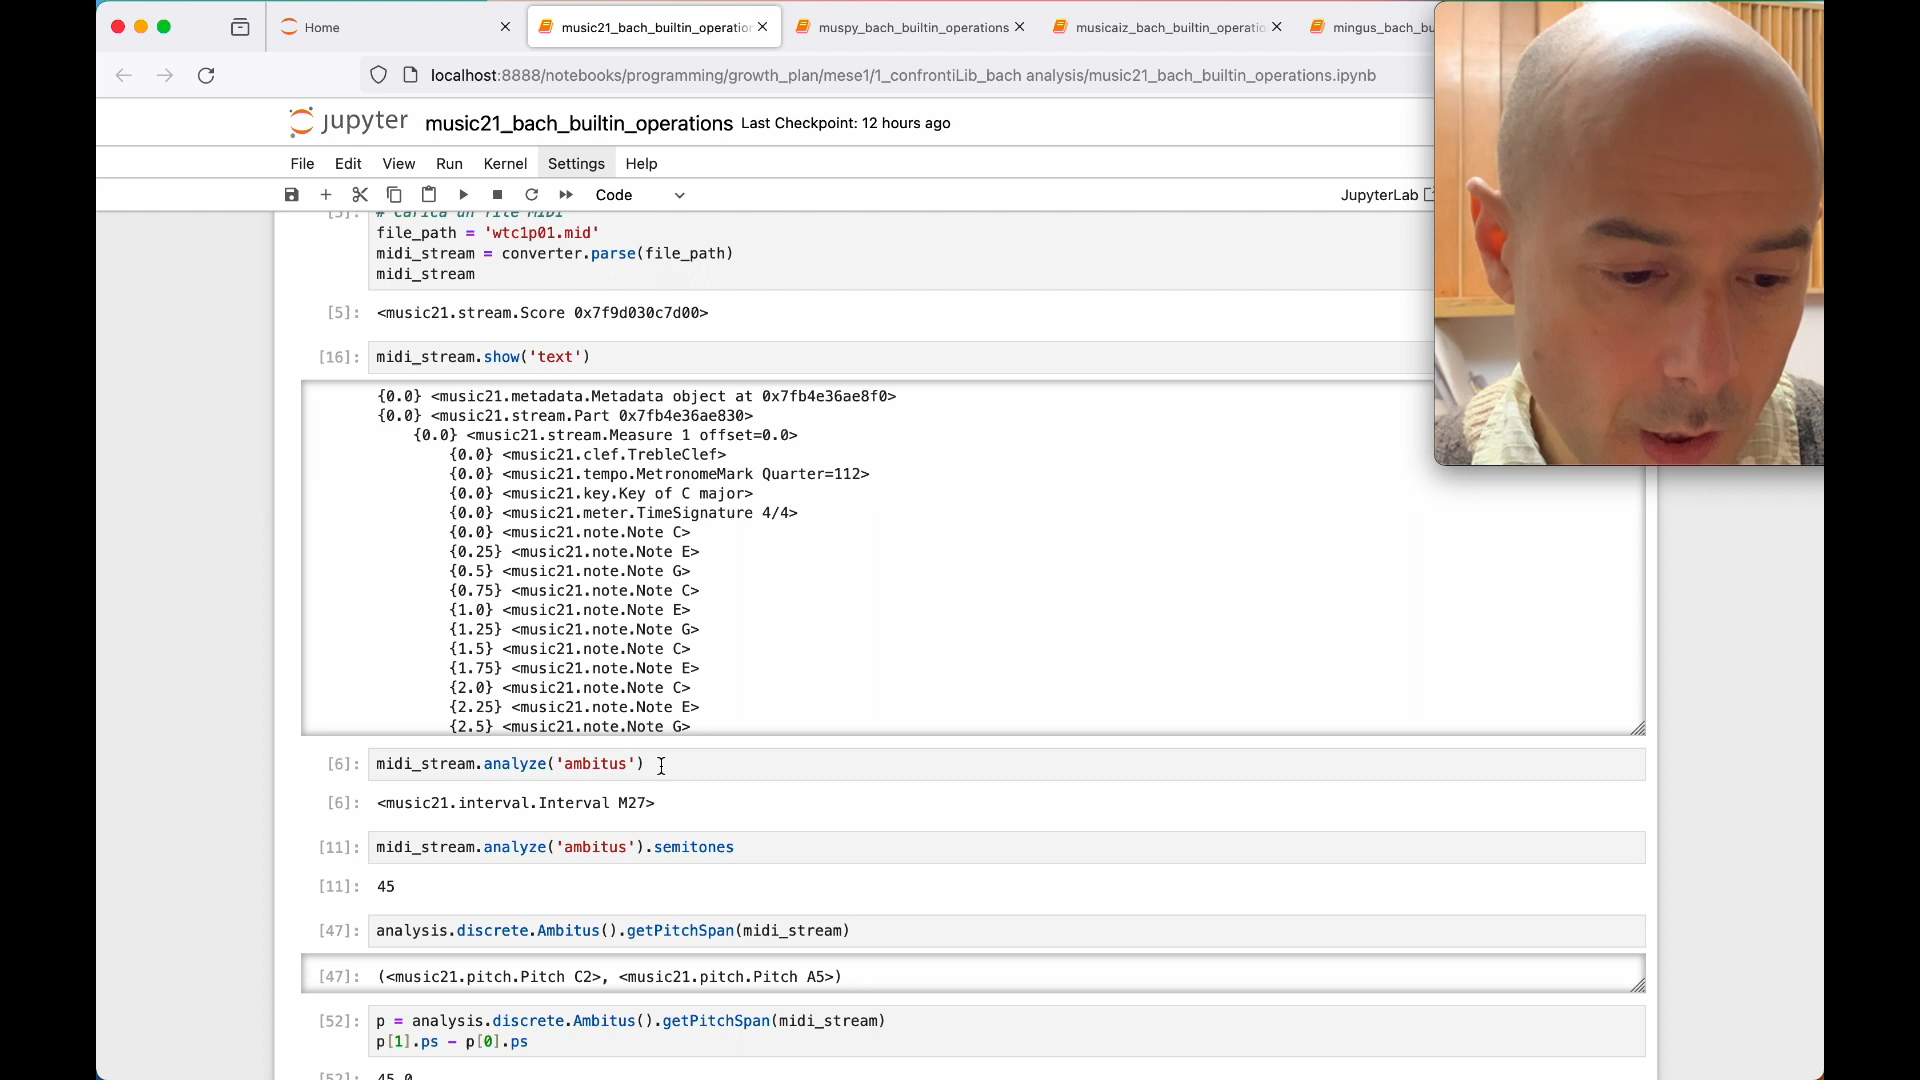 Home
music21_bach_builtin_operation
muspy_bach_builtin_operations
musicaiz_bach_builtin_operatio
mingus_bach_bu
localhost:8888/notebooks/programming/growth_plan/mese1/1_confrontiLib_bach analysis/music21_bach_builtin_operations.ipynb
jupyter music21_bach_builtin_operations Last Checkpoint: 12 hours ago
File Edit View Run Kernel Settings Help
Code JupyterLab
[5]: # Carica un file MIDI
file_path = 'wtc1p01.mid'
midi_stream = converter.parse(file_path)
midi_stream
[5]: <music21.stream.Score 0x7f9d030c7d00>
[16]: midi_stream.show('text')
{0.0} <music21.metadata.Metadata object at 0x7fb4e36ae8f0>
{0.0} <music21.stream.Part 0x7fb4e36ae830>
{0.0} <music21.stream.Measure 1 offset=0.0>
{0.0} <music21.clef.TrebleClef>
{0.0} <music21.tempo.MetronomeMark Quarter=112>
{0.0} <music21.key.Key of C major>
{0.0} <music21.meter.TimeSignature 4/4>
{0.0} <music21.note.Note C>
{0.25} <music21.note.Note E>
{0.5} <music21.note.Note G>
{0.75} <music21.note.Note C>
{1.0} <music21.note.Note E>
{1.25} <music21.note.Note G>
{1.5} <music21.note.Note C>
{1.75} <music21.note.Note E>
{2.0} <music21.note.Note C>
{2.25} <music21.note.Note E>
{2.5} <music21.note.Note G>
[6]: midi_stream.analyze('ambitus')
[6]: <music21.interval.Interval M27>
[11]: midi_stream.analyze('ambitus').semitones
[11]: 45
[47]: analysis.discrete.Ambitus().getPitchSpan(midi_stream)
[47]: (<music21.pitch.Pitch C2>, <music21.pitch.Pitch A5>)
[52]: p = analysis.discrete.Ambitus().getPitchSpan(midi_stream)
p[1].ps - p[0].ps
[52]: 45.0